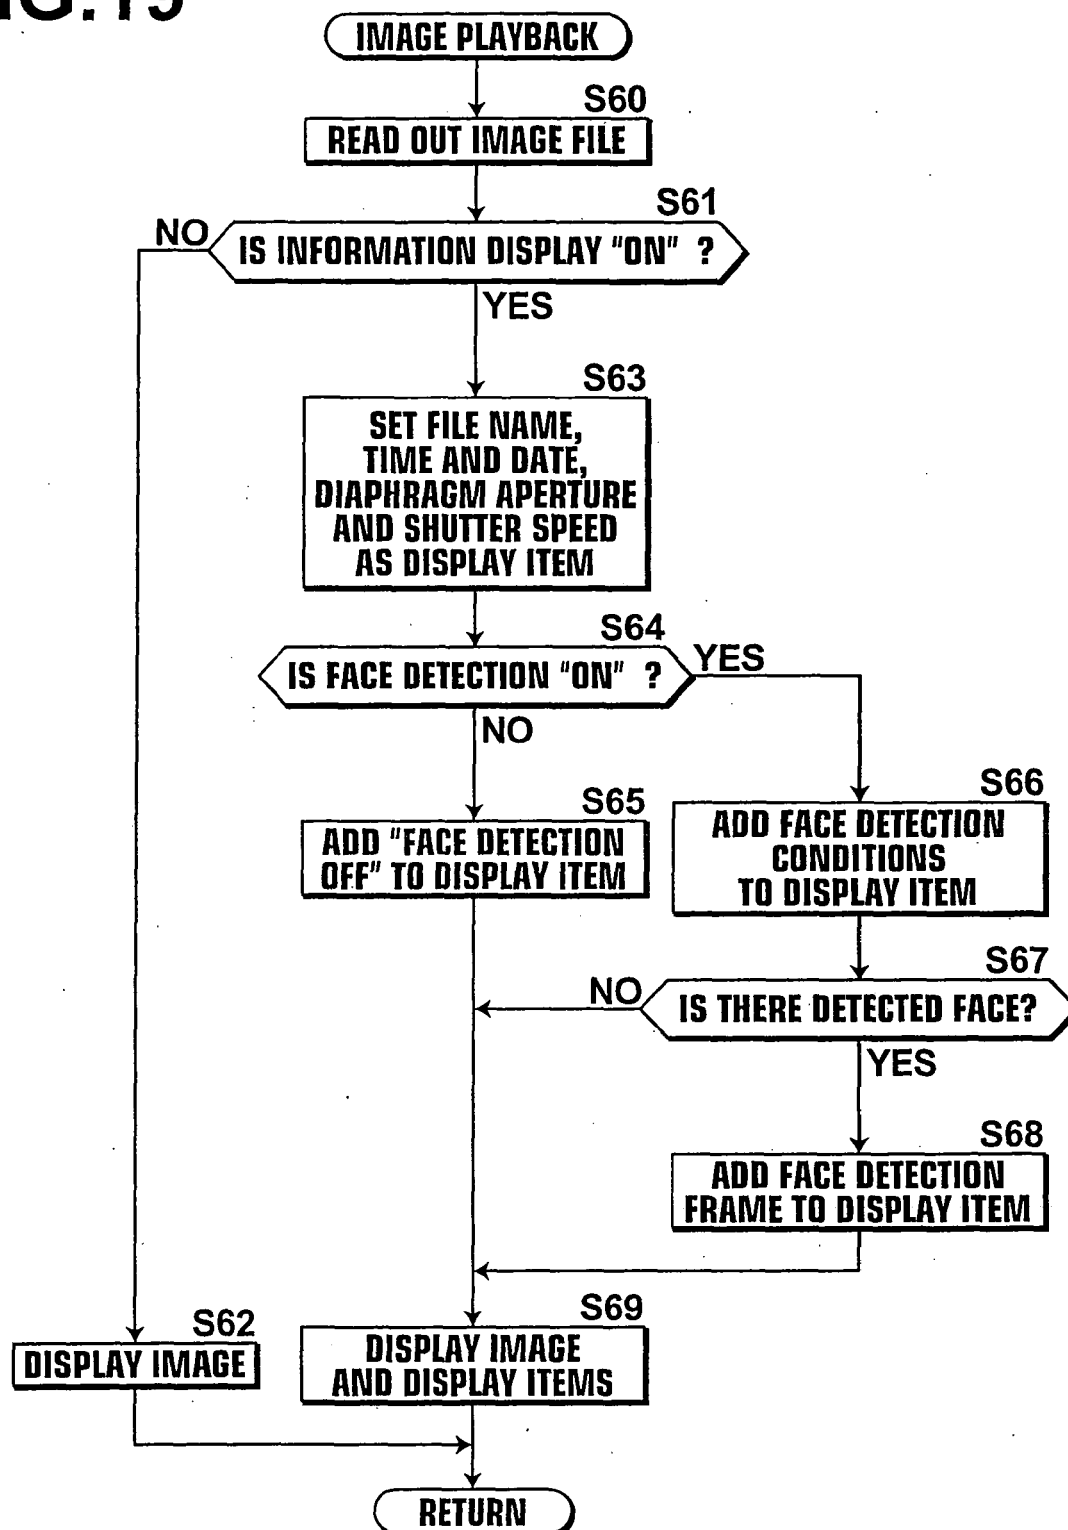 IMAGE PLAYBACK
S60
READ OUT IMAGE FILE
S61
NO
IS INFORMATION DISPLAY "ON" ?
YES
S63
SET FILE NAME,
TIME AND DATE,
DIAPHRAGM APERTURE
AND SHUTTER SPEED
AS DISPLAY ITEM
S64
IS FACE DETECTION "ON" ?
YES
NO
S65
ADD "FACE DETECTION
OFF" TO DISPLAY ITEM
S66
ADD FACE DETECTION
CONDITIONS
TO DISPLAY ITEM
S67
NO
IS THERE DETECTED FACE?
YES
S68
ADD FACE DETECTION
FRAME TO DISPLAY ITEM
S62
DISPLAY IMAGE
S69
DISPLAY IMAGE
AND DISPLAY ITEMS
RETURN